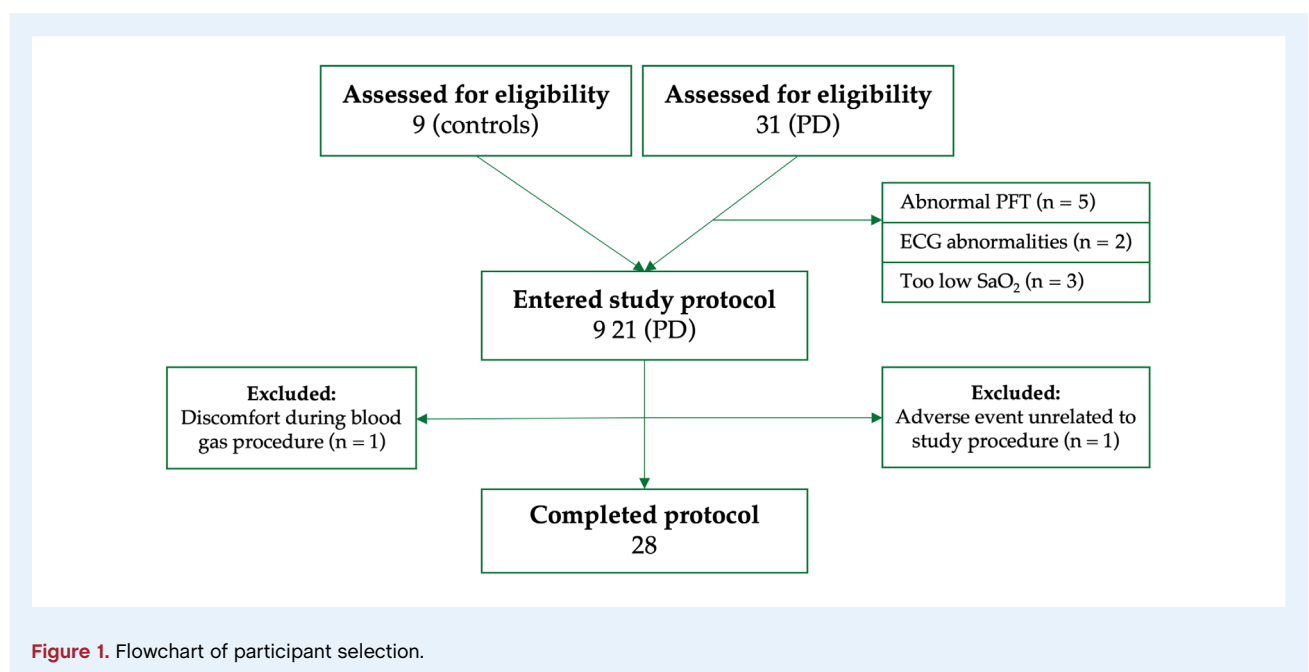 Assessed for eligibility
9 (controls)
Assessed for eligibility
31 (PD)
Abnormal PFT (n = 5)
ECG abnormalities (n = 2)
Too low SaO₂ (n = 3)
Entered study protocol
9 21 (PD)
Excluded:
Discomfort during blood
gas procedure (n = 1)
Excluded:
Adverse event unrelated to
study procedure (n = 1)
Completed protocol
28
Figure 1. Flowchart of participant selection.